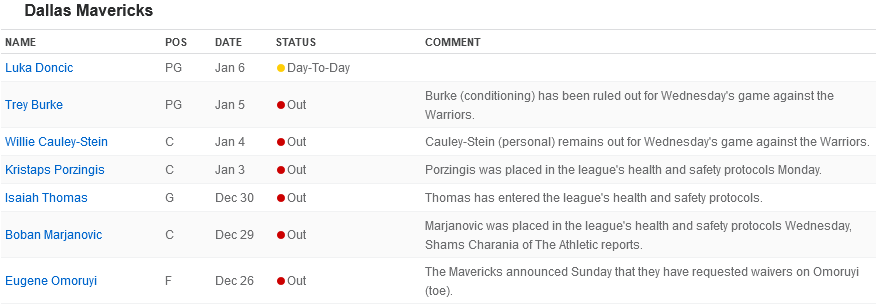 Dallas Mavericks
NAME POS DATE STATUS COMMENT
Luka Doncic PG Jan 6 Day-To-Day
Trey Burke PG Jan 5 Out Burke (conditioning) has been ruled out for Wednesday's game against the
Warriors.
Willie Cauley-Stein C Jan 4 Out Cauley-Stein (personal) remains out for Wednesday's game against the Warriors.
Kristaps Porzingis C Jan 3 Out Porzingis was placed in the league's health and safety protocols Monday.
Isaiah Thomas G Dec 30 Out Thomas has entered the league's health and safety protocols.
Boban Marjanovic C Dec 29 Out Marjanovic was placed in the league's health and safety protocols Wednesday,
Shams Charania of The Athletic reports.
Eugene Omoruyi F Dec 26 Out The Mavericks announced Sunday that they have requested waivers on Omoruyi
(toe).